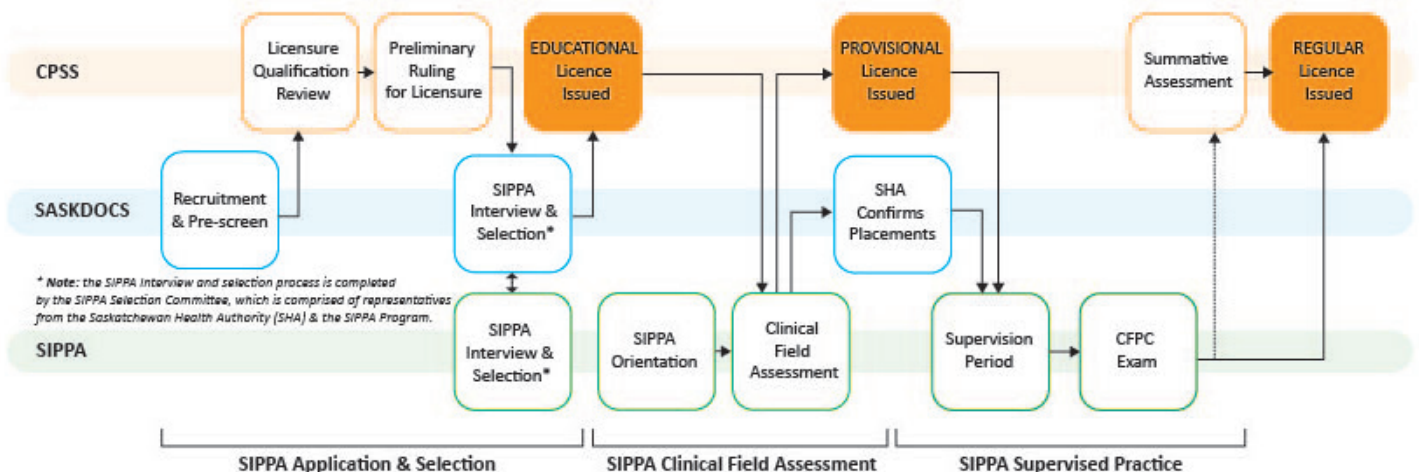 CPSS
Licensure
Qualification
Review
Preliminary
Ruling
for Licensure
EDUCATIONAL
Licence
Issued
PROVISIONAL
Licence
Issued
Summative
Assessment
REGULAR
Licence
Issued
SASKDOCS
Recruitment
& Pre-screen
SIPPA
Interview &
Selection*
SHA
Confirms
Placements
* Note: the SIPPA Interview and selection process is completed
by the SIPPA Selection Committee, which is comprised of representatives
from the Saskatchewan Health Authority (SHA) & the SIPPA Program.
SIPPA
SIPPA
Interview &
Selection*
SIPPA
Orientation
Clinical
Field
Assessment
Supervision
Period
CFPC
Exam
SIPPA Application & Selection
SIPPA Clinical Field Assessment
SIPPA Supervised Practice